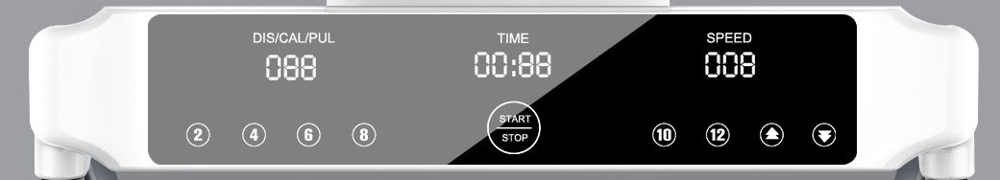 DIS/CAL/PUL
088
TIME
00:88
SPEED
008
2
4
6
8
START
STOP
10
12